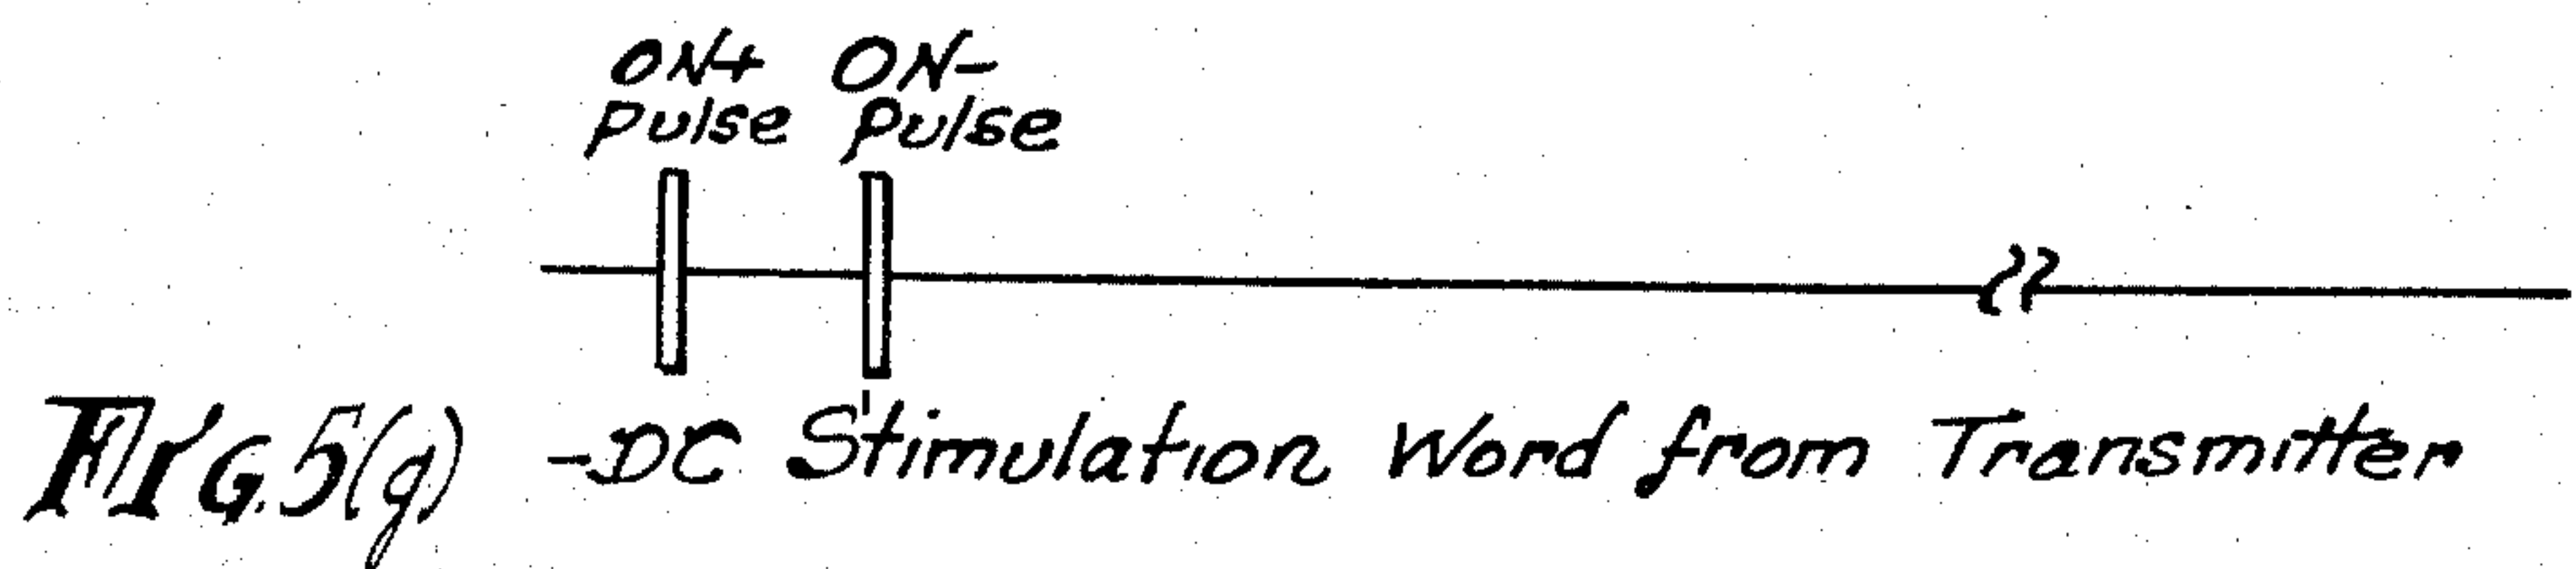 ON+ ON-
Pulse Pulse
FIG.5(g) -DC Stimulation Word from Transmitter